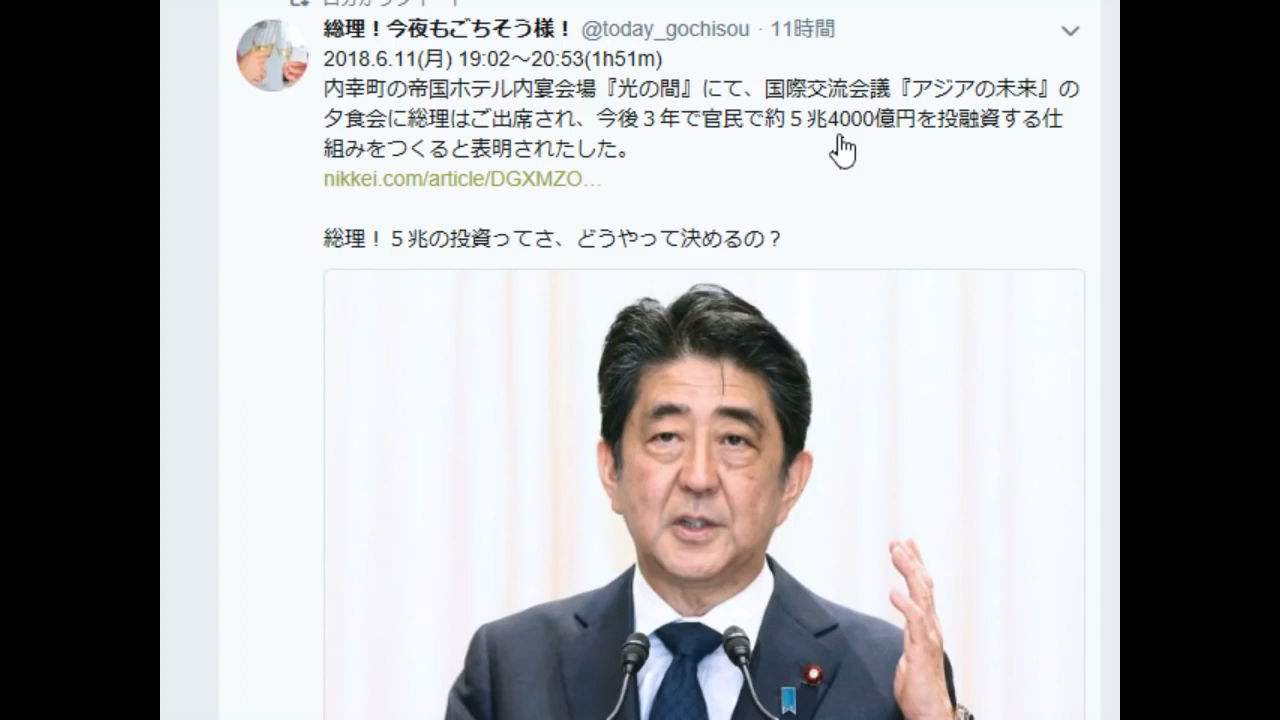 総理！今夜もごちそう様！ @today_gochisou · 11時間
2018.6.11(月) 19:02～20:53(1h51m)
内幸町の帝国ホテル内宴会場『光の間』にて、国際交流会議『アジアの未来』の
夕食会に総理はご出席され、今後３年で官民で約５兆4000億円を投融資する仕
組みをつくると表明されたした。
nikkei.com/article/DGXMZO…
総理！５兆の投資ってさ、どうやって決めるの？